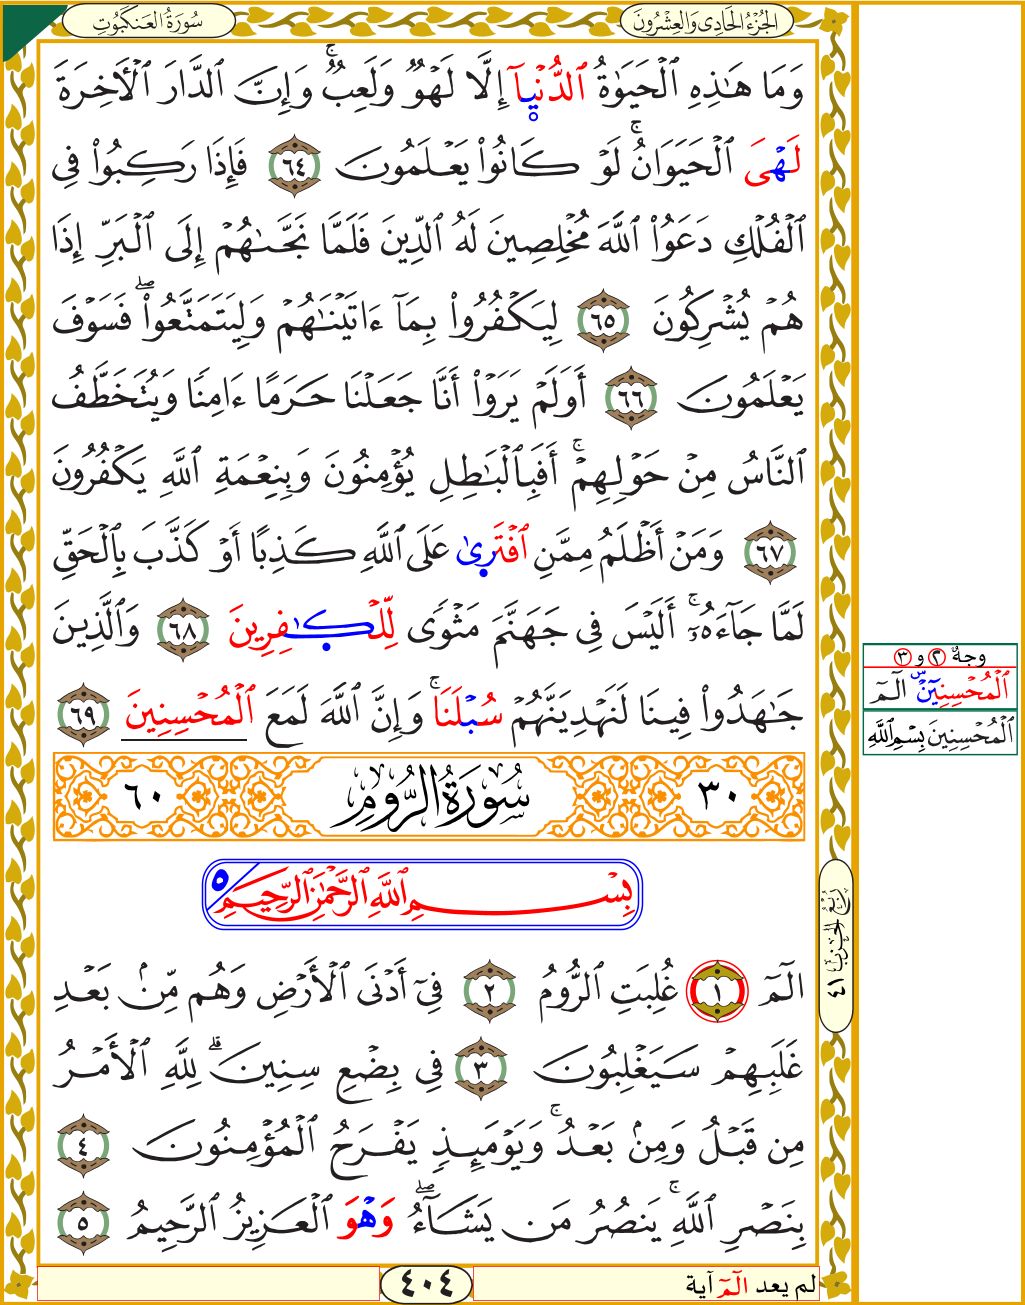 سُورَةُ العَنكَبُوتِ
الجُزْءُ الحَادِى وَالعِشْرُونَ
وَمَا هَٰذِهِ ٱلْحَيَوٰةُ ٱلدُّنْيَآ إِلَّا لَهْوٌ وَلَعِبٌ ۚ وَإِنَّ ٱلدَّارَ ٱلْأَخِرَةَ
لَهْىَ ٱلْحَيَوَانُ ۚ لَوْ كَانُوا۟ يَعْلَمُونَ ٦٤ فَإِذَا رَكِبُوا۟ فِى
ٱلْفُلْكِ دَعَوُا۟ ٱللَّهَ مُخْلِصِينَ لَهُ ٱلدِّينَ فَلَمَّا نَجَّىٰهُمْ إِلَى ٱلْبَرِّ إِذَا
هُمْ يُشْرِكُونَ ٦٥ لِيَكْفُرُوا۟ بِمَآ ءَاتَيْنَٰهُمْ وَلِيَتَمَتَّعُوا۟ ۖ فَسَوْفَ
يَعْلَمُونَ ٦٦ أَوَلَمْ يَرَوْا۟ أَنَّا جَعَلْنَا حَرَمًا ءَامِنًا وَيُتَخَطَّفُ
ٱلنَّاسُ مِنْ حَوْلِهِمْ ۚ أَفَبِٱلْبَٰطِلِ يُؤْمِنُونَ وَبِنِعْمَةِ ٱللَّهِ يَكْفُرُونَ
٦٧ وَمَنْ أَظْلَمُ مِمَّنِ ٱفْتَرِىٰ عَلَى ٱللَّهِ كَذِبًا أَوْ كَذَّبَ بِٱلْحَقِّ
لَمَّا جَآءَهُۥٓ ۚ أَلَيْسَ فِى جَهَنَّمَ مَثْوًى لِّلْكَٰفِرِينَ ٦٨ وَٱلَّذِينَ
جَٰهَدُوا۟ فِينَا لَنَهْدِيَنَّهُمْ سُبْلَنَا ۚ وَإِنَّ ٱللَّهَ لَمَعَ ٱلْمُحْسِنِينَ ٦٩
وجهٌ ٢ و ٣
ٱلْمُحْسِنِينَ س الٓمٓ
ٱلْمُحْسِنِينَ بِسْمِ ٱللَّهِ
٣٠ سُورَةُ الرُّومِ ٦٠
بِسْمِ ٱللَّهِ ٱلرَّحْمَٰنِ ٱلرَّحِيمِ ٥
الٓمٓ ١ غُلِبَتِ ٱلرُّومُ ٢ فِىٓ أَدْنَى ٱلْأَرْضِ وَهُم مِّنۢ بَعْدِ
غَلَبِهِمْ سَيَغْلِبُونَ ٣ فِى بِضْعِ سِنِينَ ۗ لِلَّهِ ٱلْأَمْرُ
مِن قَبْلُ وَمِنۢ بَعْدُ ۚ وَيَوْمَئِذٍ يَفْرَحُ ٱلْمُؤْمِنُونَ ٤
بِنَصْرِ ٱللَّهِ ۚ يَنصُرُ مَن يَشَآءُ ۖ وَهْوَ ٱلْعَزِيزُ ٱلرَّحِيمُ ٥
رُبْعُ الحِزْبِ ٤١
لم يعد الٓمٓ آية
٤٠٤